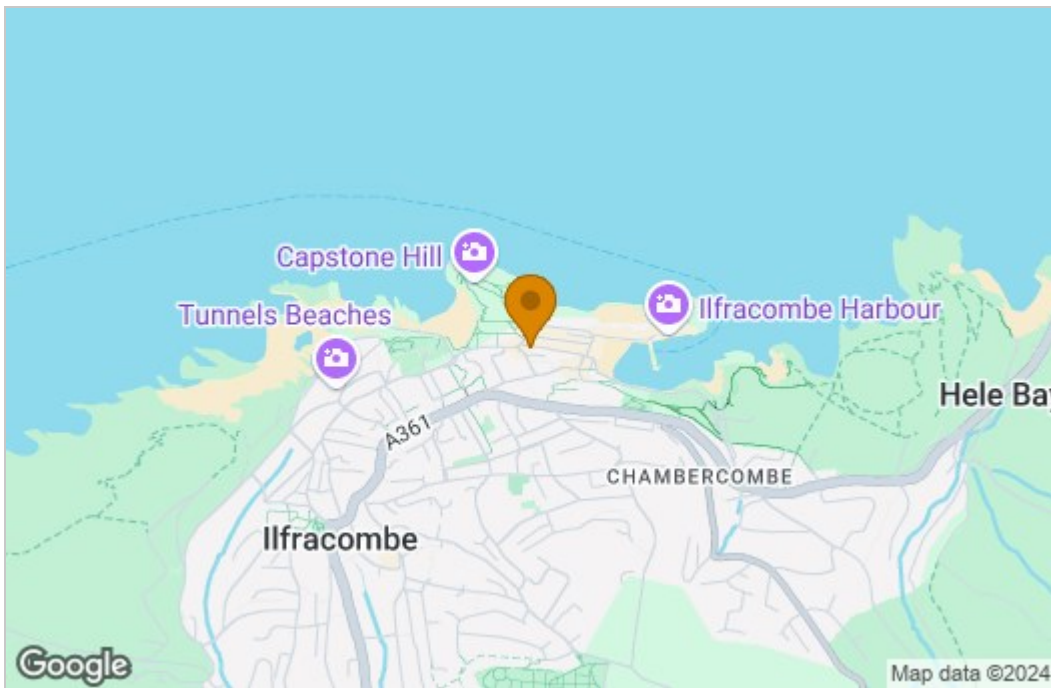 Capstone Hill
Tunnels Beaches
Ilfracombe Harbour
Hele Bay
A361
CHAMBERCOMBE
Ilfracombe
Google
Map data ©2024